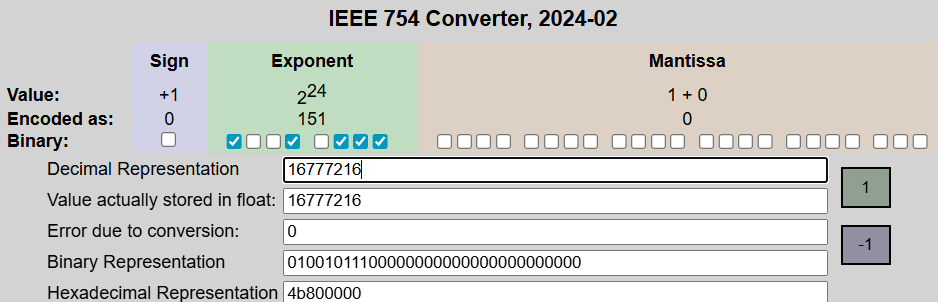 IEEE 754 Converter, 2024-02
Sign Exponent Mantissa
Value: +1 2^24 1 + 0
Encoded as: 0 151 0
Binary:
Decimal Representation 16777216
Value actually stored in float: 16777216
1
Error due to conversion: 0
-1
Binary Representation 01001011100000000000000000000000
Hexadecimal Representation 4b800000